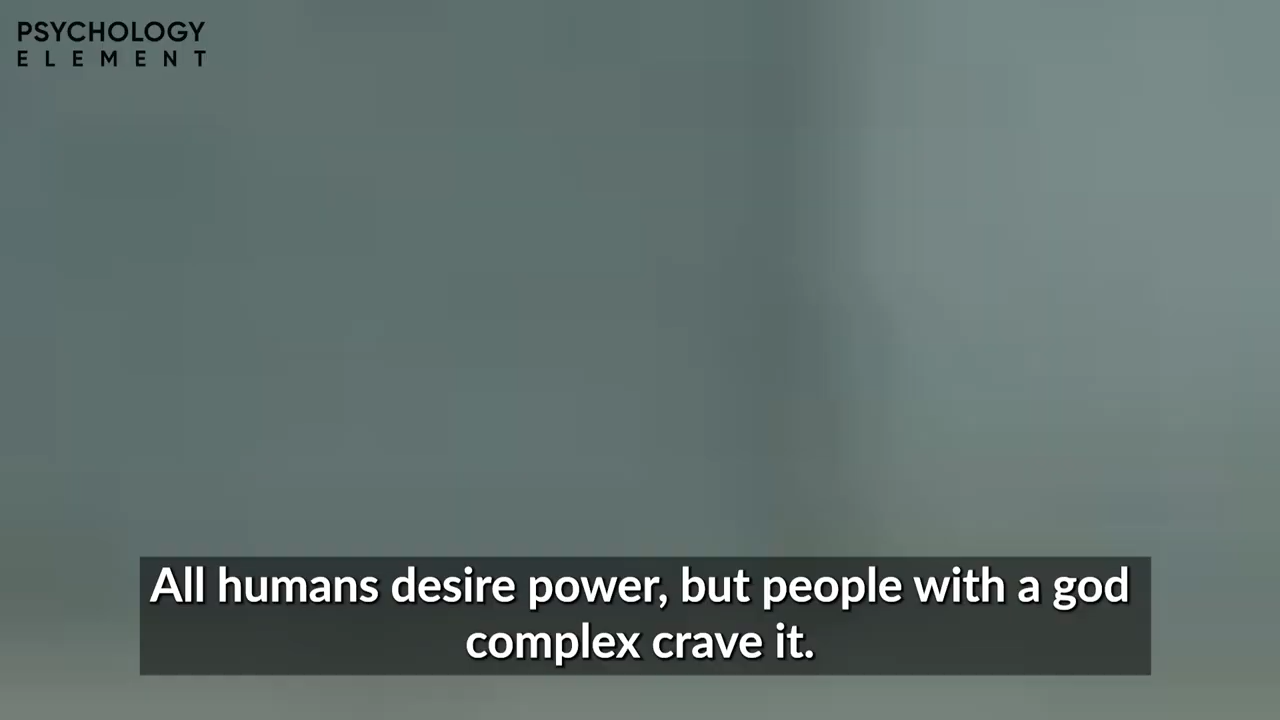 PSYCHOLOGY
ELEMENT
All humans desire power, but people with a god
complex crave it.